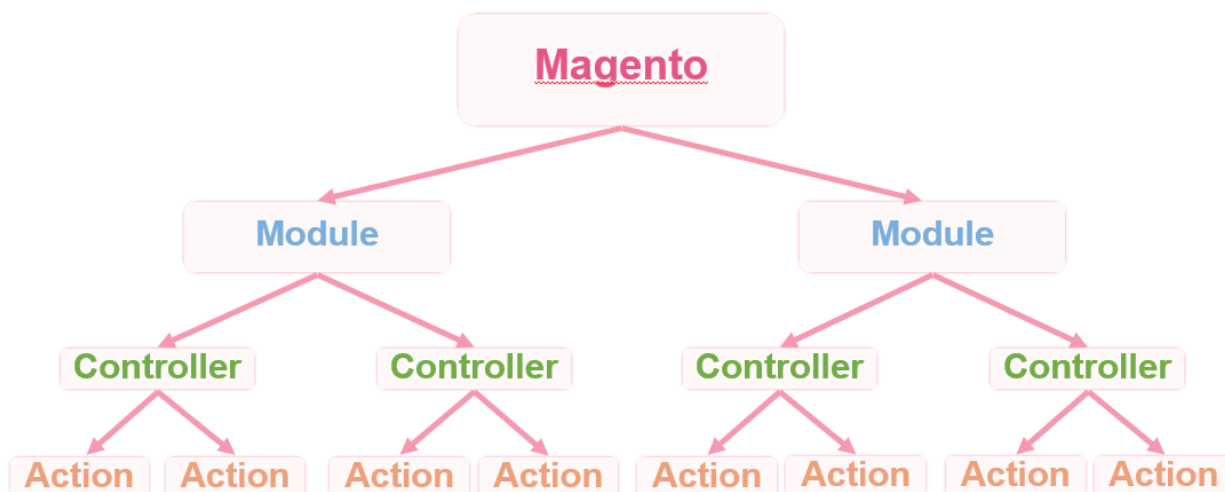 Magento
Module Module
Controller Controller Controller Controller
Action Action Action Action Action Action Action Action